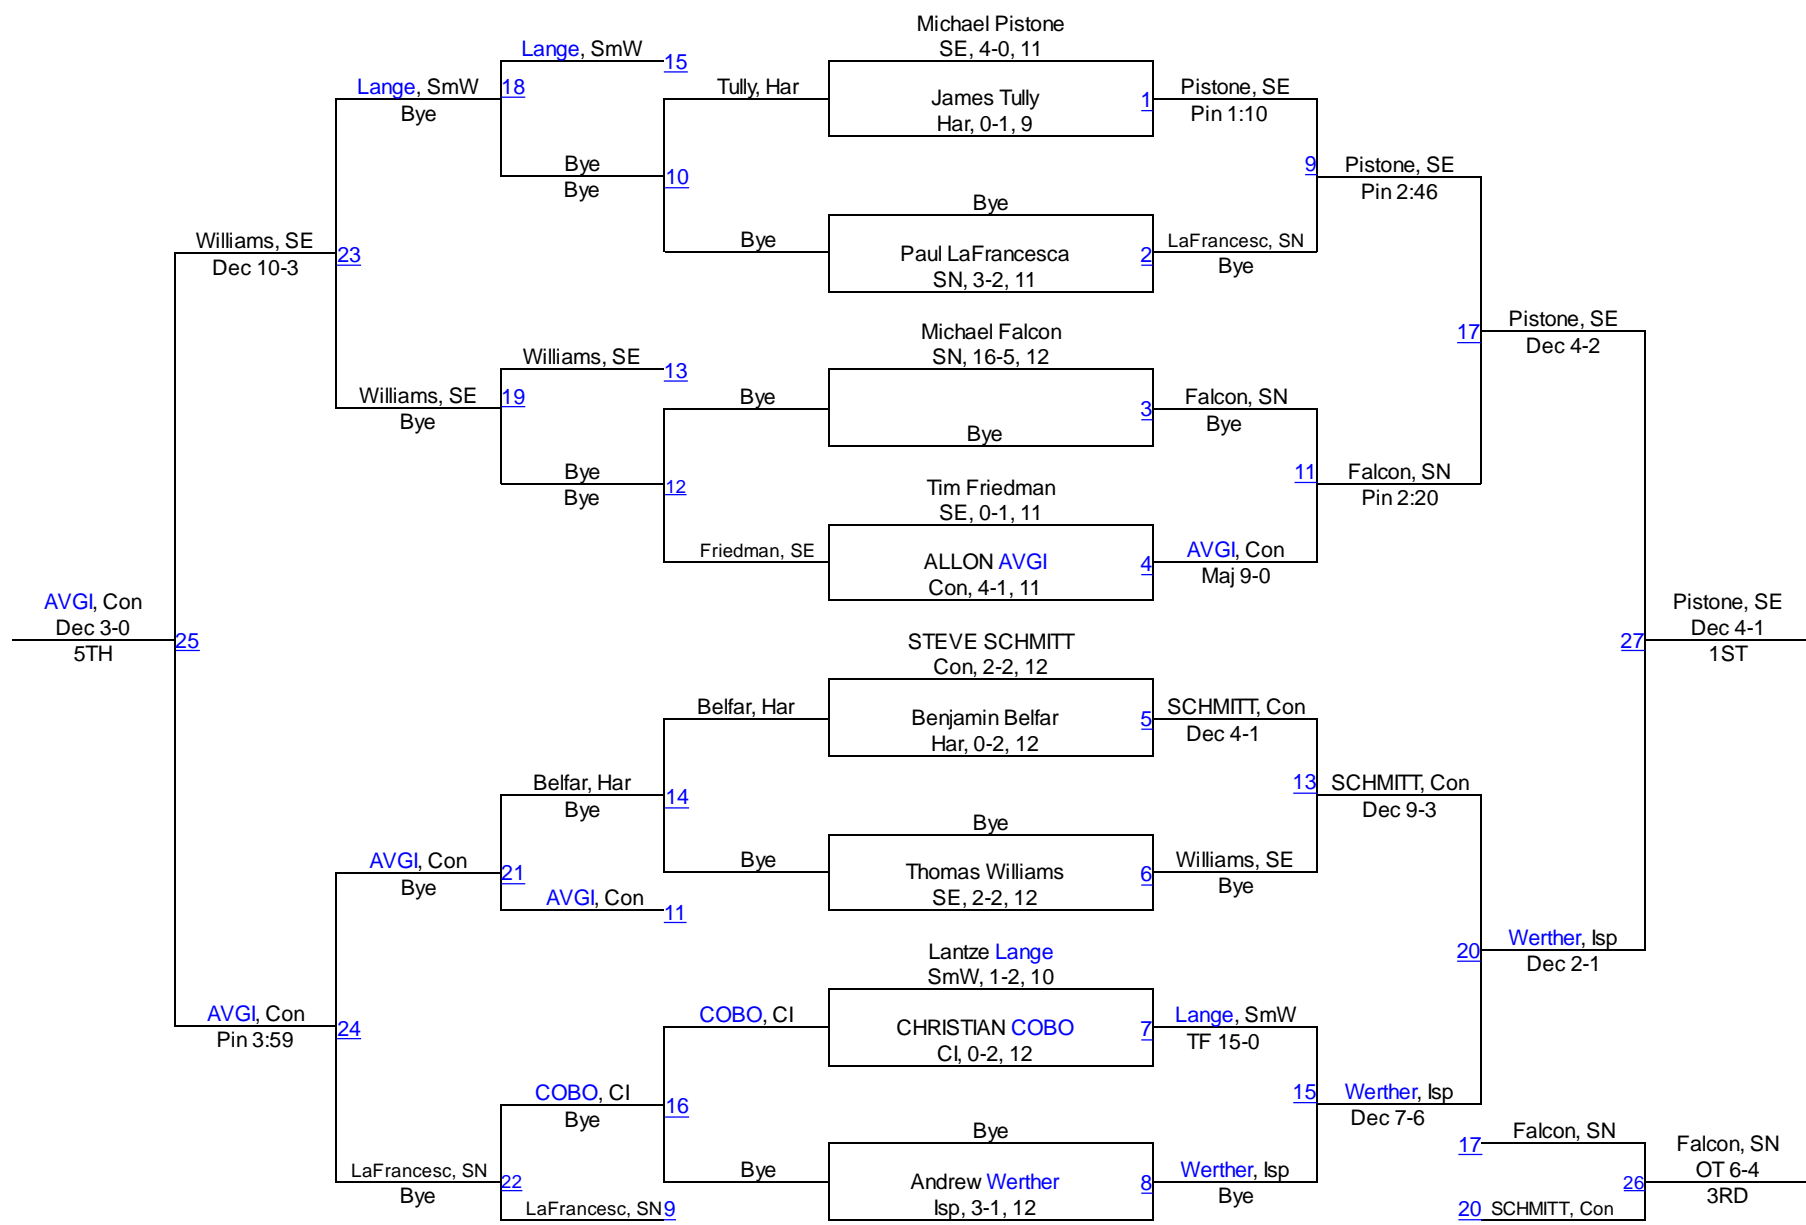 Michael Pistone
SE, 4-0, 11
Lange, SmW
15
Lange, SmW
18
Bye
Tully, Har
James Tully
Har, 0-1, 9
1
Pistone, SE
Pin 1:10
Bye
Bye
10
9
Pistone, SE
Pin 2:46
Bye
Bye
Paul LaFrancesca
SN, 3-2, 11
2
LaFrancesc, SN
Bye
Williams, SE
Dec 10-3
23
Michael Falcon
SN, 16-5, 12
17
Pistone, SE
Dec 4-2
Williams, SE
13
Williams, SE
19
Bye
Bye
Bye
3
Falcon, SN
Bye
Bye
Bye
12
11
Falcon, SN
Pin 2:20
Tim Friedman
SE, 0-1, 11
Friedman, SE
ALLON AVGI
Con, 4-1, 11
4
AVGI, Con
Maj 9-0
AVGI, Con
Dec 3-0
5TH
25
27
Pistone, SE
Dec 4-1
1ST
STEVE SCHMITT
Con, 2-2, 12
Belfar, Har
Benjamin Belfar
Har, 0-2, 12
5
SCHMITT, Con
Dec 4-1
Belfar, Har
Bye
14
13
SCHMITT, Con
Dec 9-3
Bye
Bye
Thomas Williams
SE, 2-2, 12
6
Williams, SE
Bye
AVGI, Con
Bye
21
AVGI, Con
11
20
Werther, Isp
Dec 2-1
Lantze Lange
SmW, 1-2, 10
AVGI, Con
Pin 3:59
24
COBO, CI
CHRISTIAN COBO
CI, 0-2, 12
7
Lange, SmW
TF 15-0
COBO, CI
Bye
16
15
Werther, Isp
Dec 7-6
Bye
Bye
Andrew Werther
Isp, 3-1, 12
8
Werther, Isp
Bye
LaFrancesc, SN
Bye
22
LaFrancesc, SN
9
17
Falcon, SN
26
Falcon, SN
OT 6-4
3RD
20
SCHMITT, Con